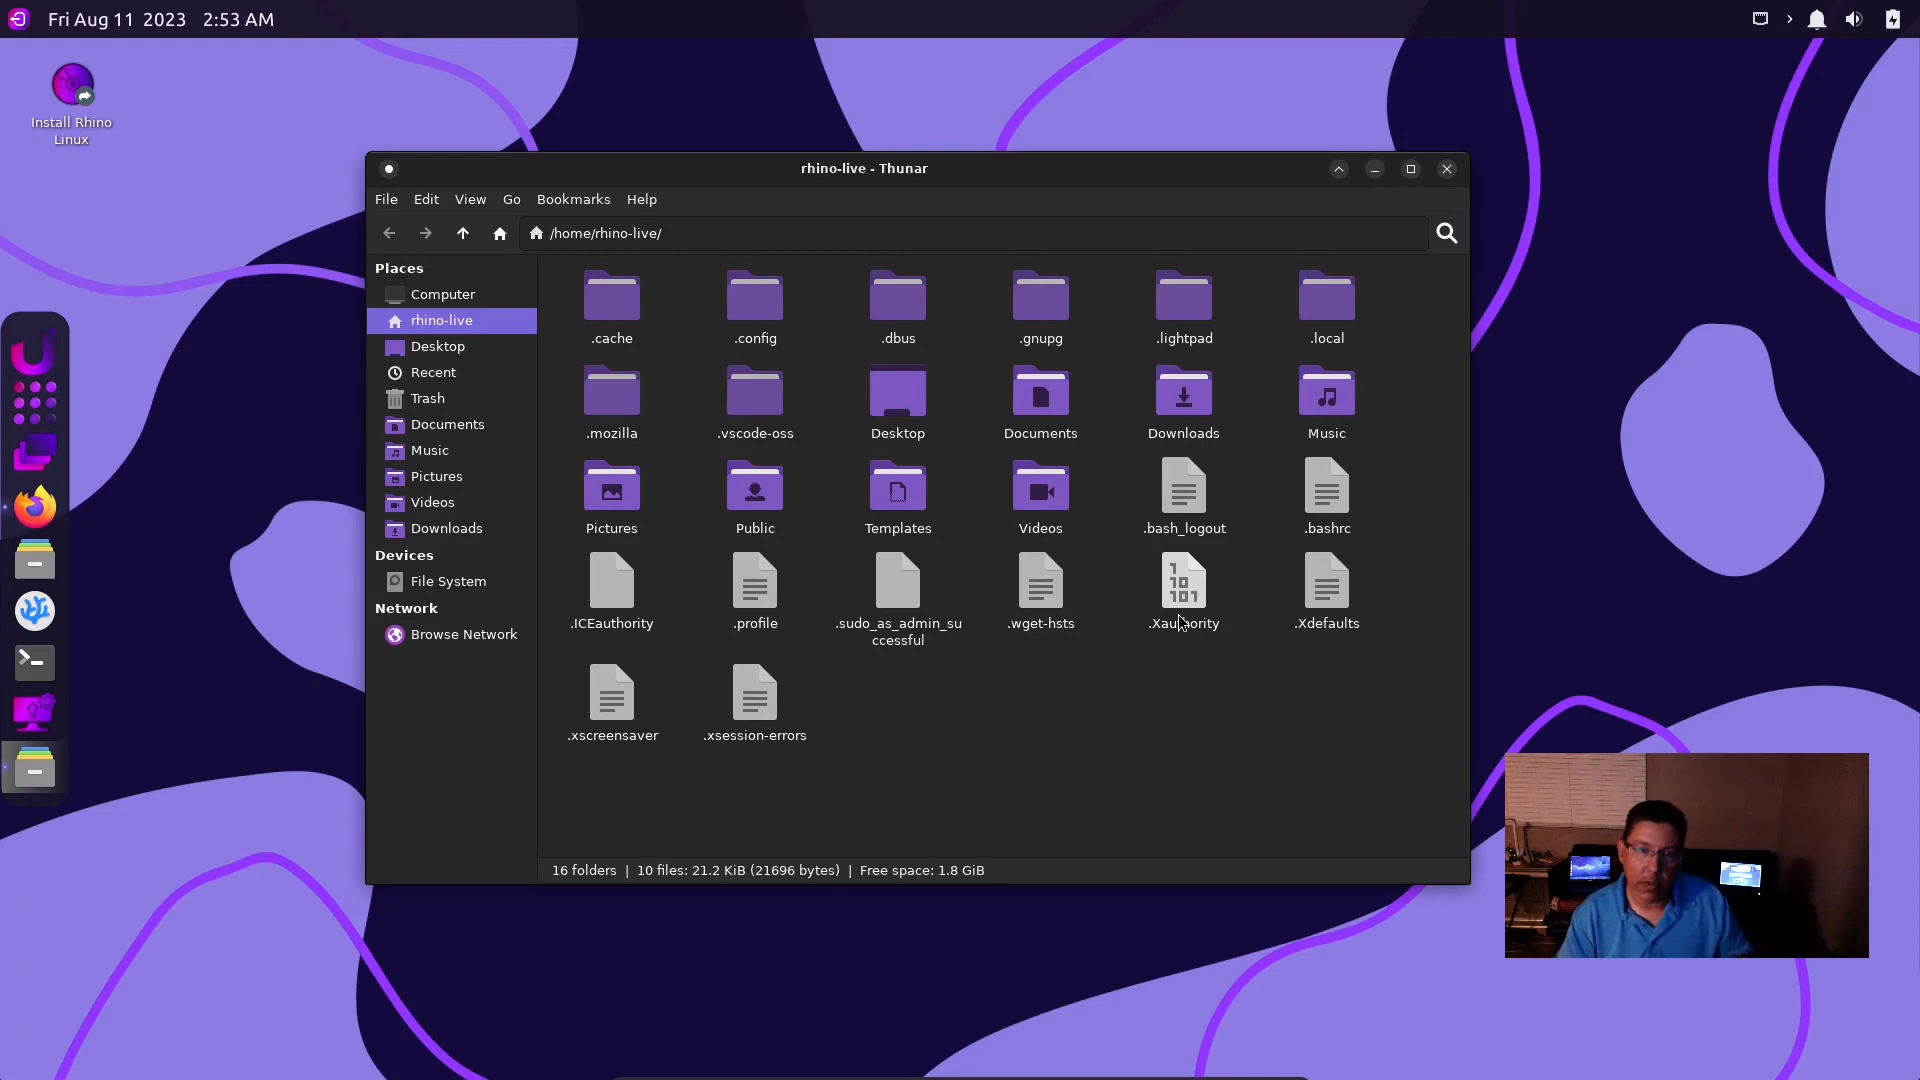 Fri Aug 11 2023 2:53 AM
Install Rhino
Linux
rhino-live - Thunar
File Edit View Go Bookmarks Help
/home/rhino-live/
Places
Computer
rhino-live
Desktop
Recent
Trash
Documents
Music
Pictures
Videos
Downloads
Devices
File System
Network
Browse Network
.cache .config .dbus .gnupg .lightpad .local
.mozilla .vscode-oss Desktop Documents Downloads Music
Pictures Public Templates Videos .bash_logout .bashrc
1
10
101
.ICEauthority .profile .sudo_as_admin_su .wget-hsts .Xauthority .Xdefaults
ccessful
.xscreensaver .xsession-errors
16 folders | 10 files: 21.2 KiB (21696 bytes) | Free space: 1.8 GiB